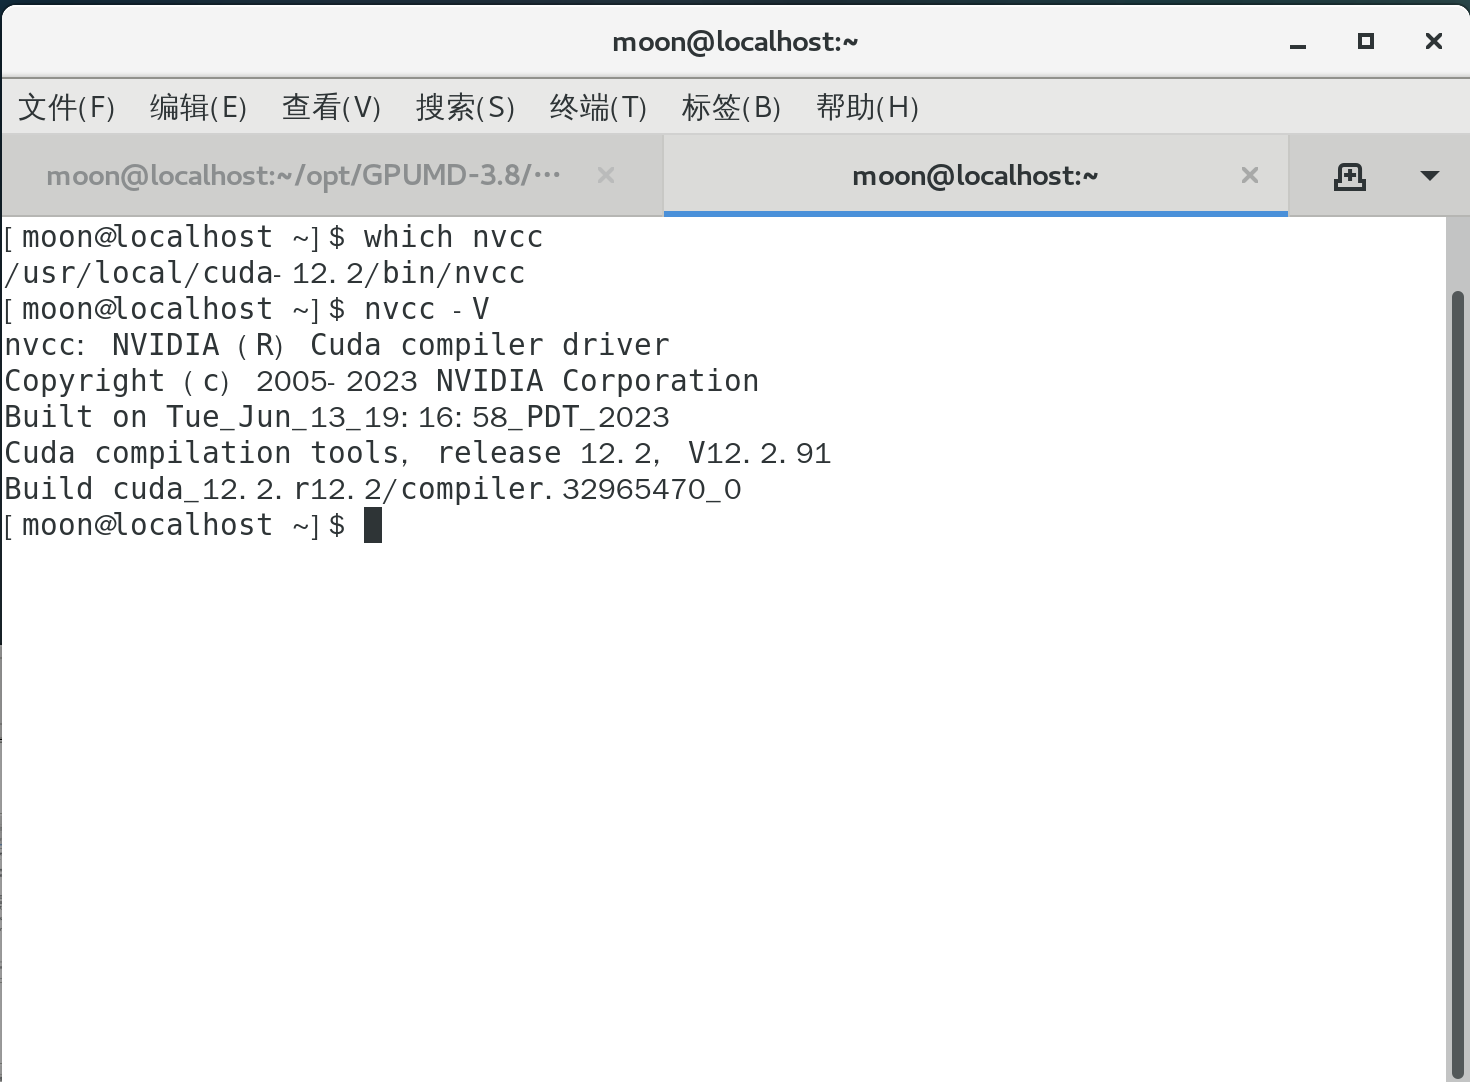 moon@localhost:~
文件(F) 编辑(E) 查看(V) 搜索(S) 终端(T) 标签(B) 帮助(H)
moon@localhost:~/opt/GPUMD-3.8/··· moon@localhost:~
[moon@localhost ~]$ which nvcc
/usr/local/cuda-12.2/bin/nvcc
[moon@localhost ~]$ nvcc -V
nvcc: NVIDIA (R) Cuda compiler driver
Copyright (c) 2005-2023 NVIDIA Corporation
Built on Tue_Jun_13_19:16:58_PDT_2023
Cuda compilation tools, release 12.2, V12.2.91
Build cuda_12.2.r12.2/compiler.32965470_0
[moon@localhost ~]$